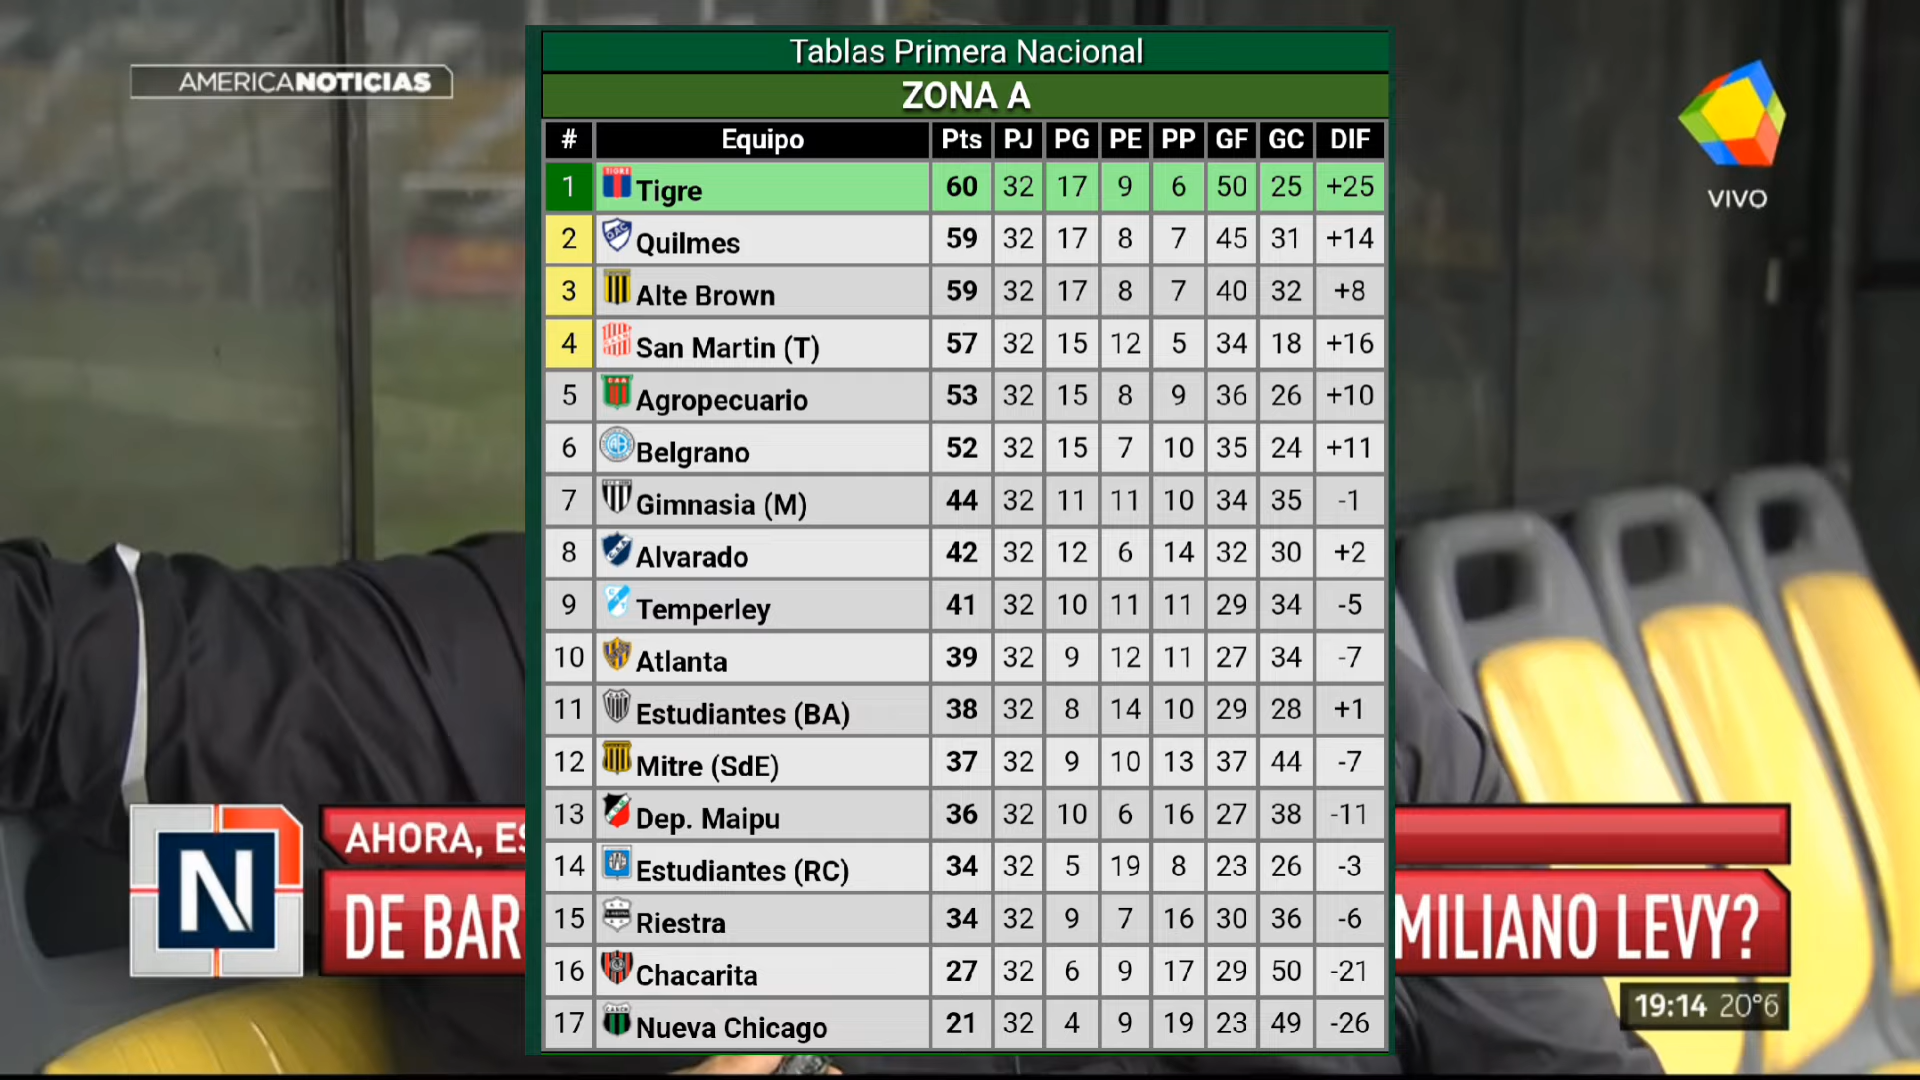 AMERICANOTICIAS
VIVO
Tablas Primera Nacional
ZONA A
# Equipo Pts PJ PG PE PP GF GC DIF
1 Tigre 60 32 17 9 6 50 25 +25
2 Quilmes 59 32 17 8 7 45 31 +14
3 Alte Brown 59 32 17 8 7 40 32 +8
4 San Martin (T) 57 32 15 12 5 34 18 +16
5 Agropecuario 53 32 15 8 9 36 26 +10
6 Belgrano 52 32 15 7 10 35 24 +11
7 Gimnasia (M) 44 32 11 11 10 34 35 -1
8 Alvarado 42 32 12 6 14 32 30 +2
9 Temperley 41 32 10 11 11 29 34 -5
10 Atlanta 39 32 9 12 11 27 34 -7
11 Estudiantes (BA) 38 32 8 14 10 29 28 +1
12 Mitre (SdE) 37 32 9 10 13 37 44 -7
13 Dep. Maipu 36 32 10 6 16 27 38 -11
14 Estudiantes (RC) 34 32 5 19 8 23 26 -3
15 Riestra 34 32 9 7 16 30 36 -6
16 Chacarita 27 32 6 9 17 29 50 -21
17 Nueva Chicago 21 32 4 9 19 23 49 -26
N
AHORA, ES
DE BAR MILIANO LEVY?
19:14 20°6